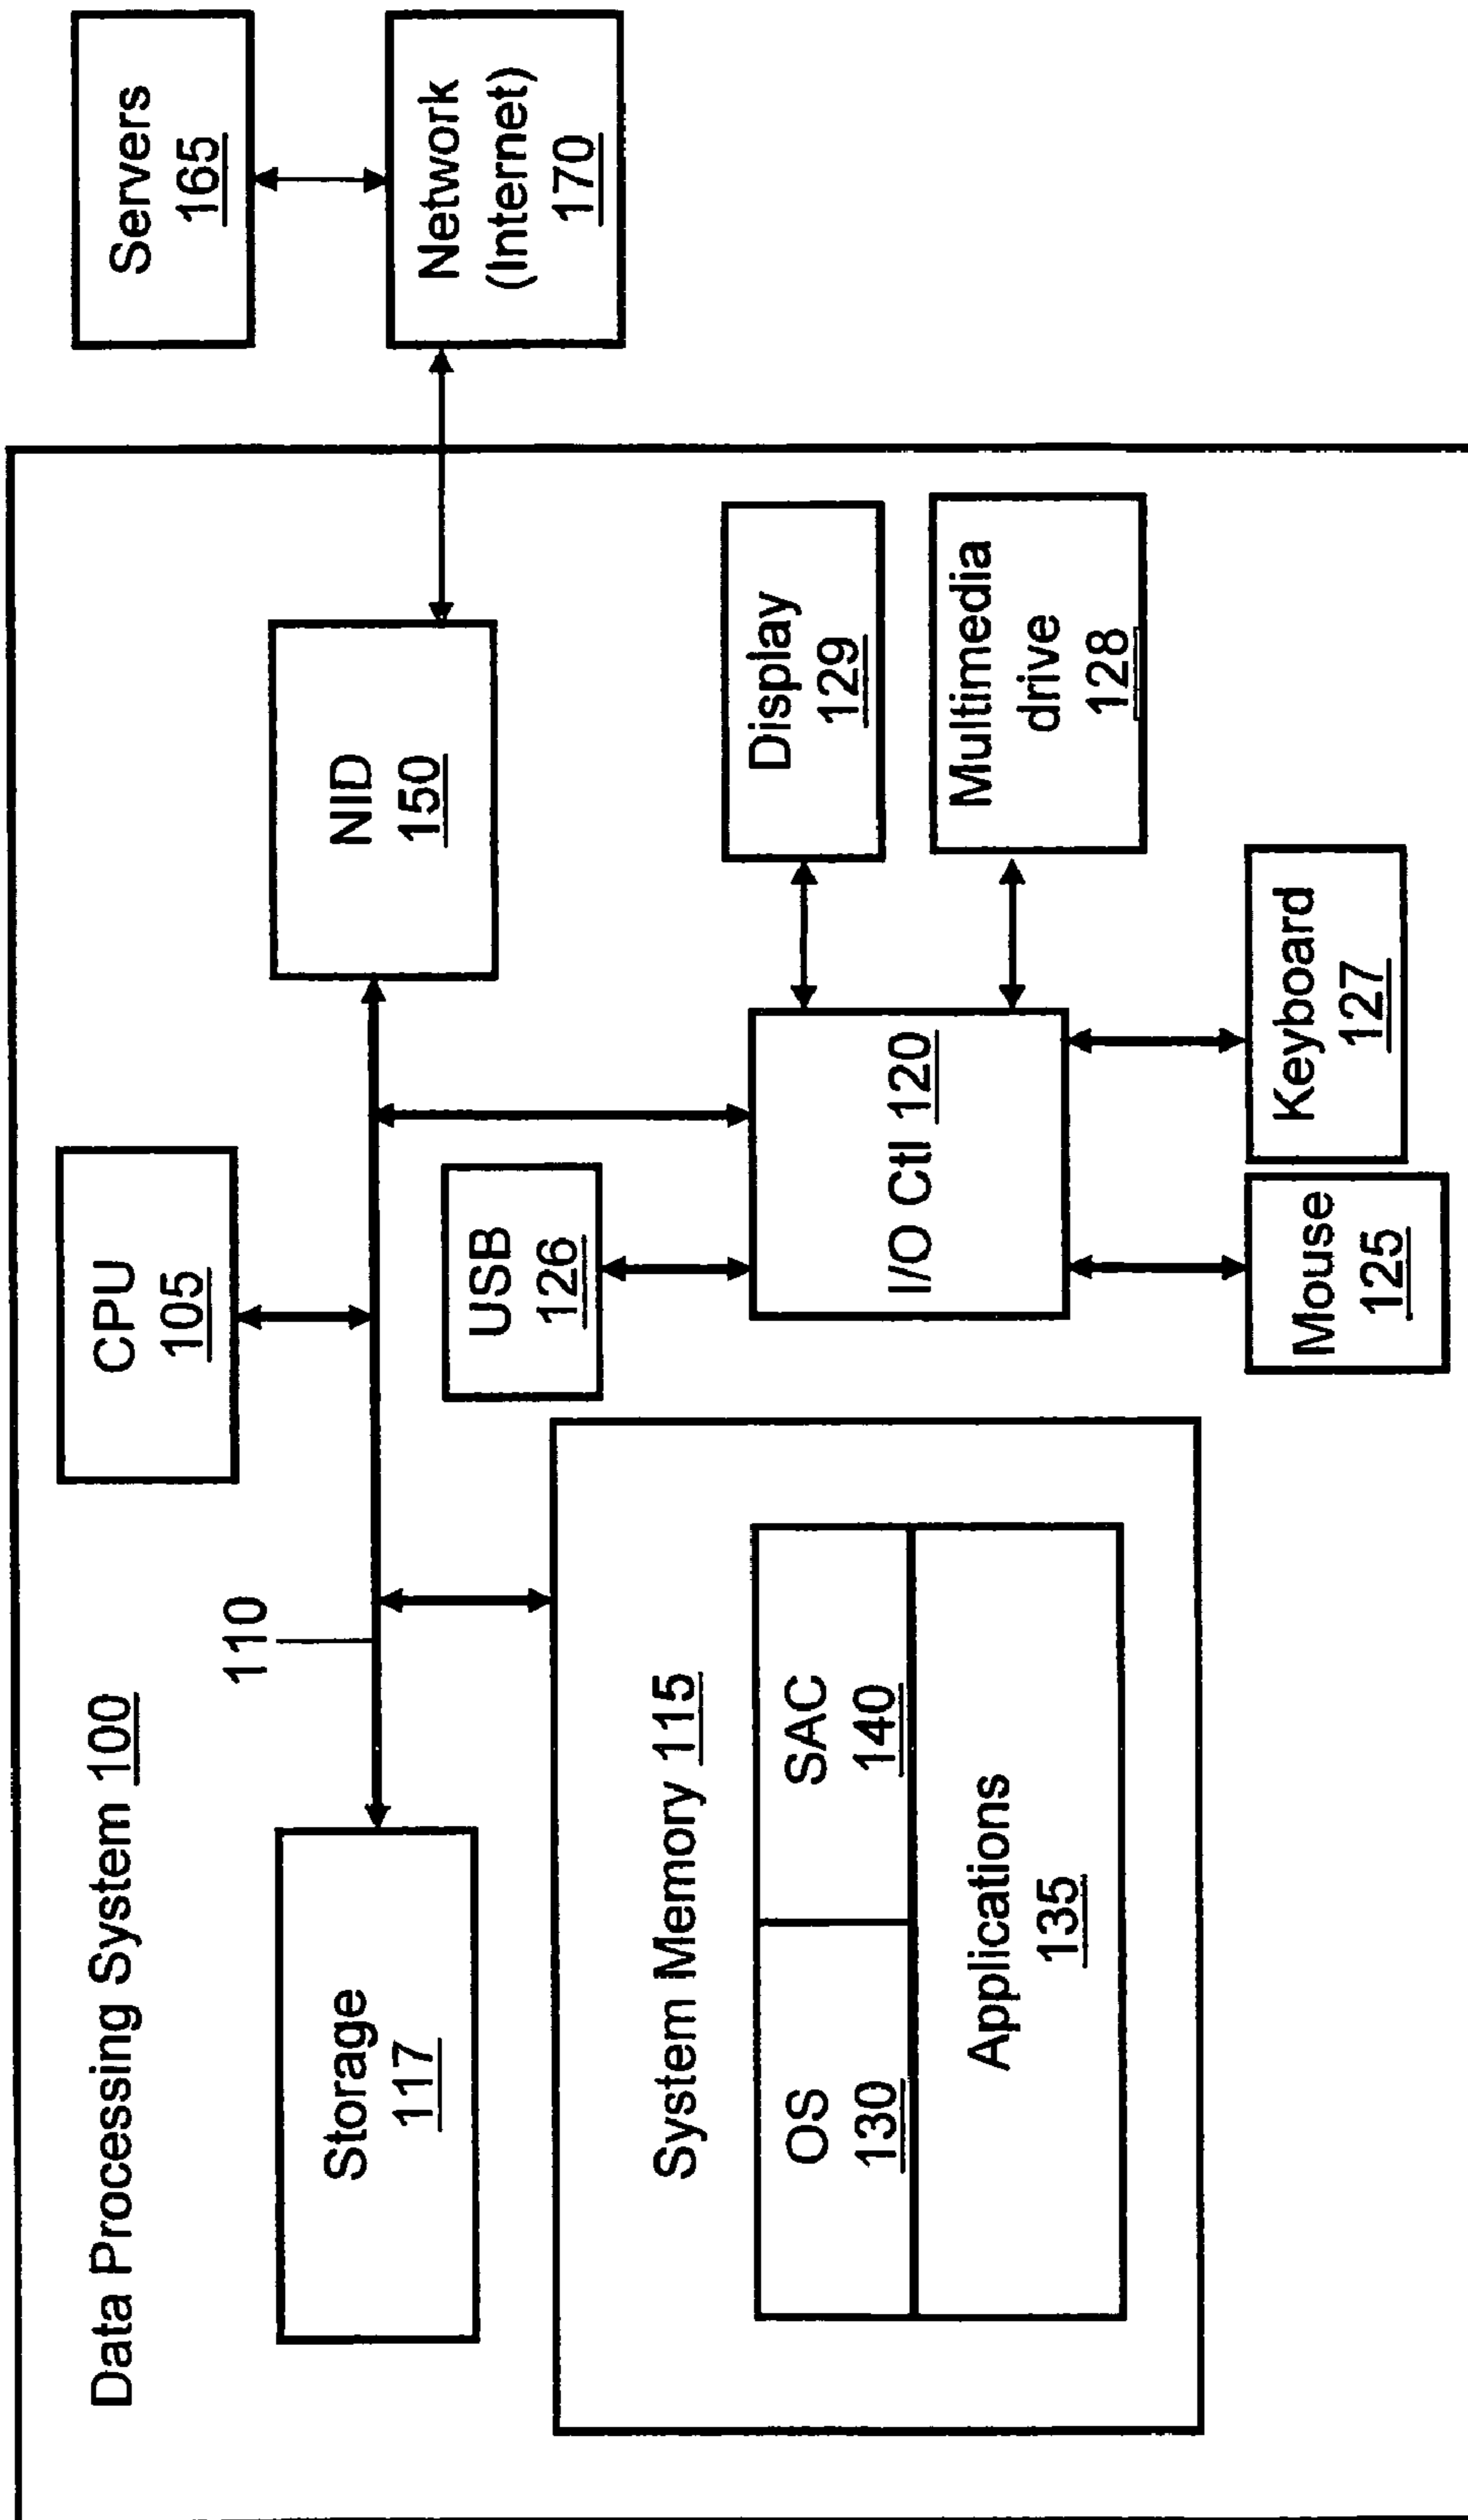 Data Processing System 100
110
Storage
117
CPU
105
NID
150
Servers
165
Network
(Internet)
170
System Memory 115
OS
130
SAC
140
Applications
135
USB
126
I/O Ctl 120
Display
129
Multimedia
drive
128
Mouse
125
Keyboard
127